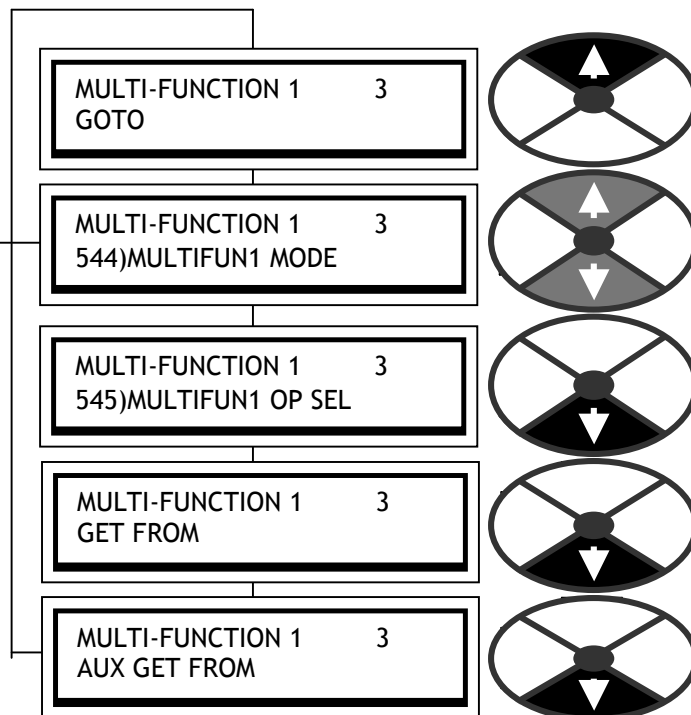 MULTI-FUNCTION 1 3
GOTO
MULTI-FUNCTION 1 3
544)MULTIFUN1 MODE
MULTI-FUNCTION 1 3
545)MULTIFUN1 OP SEL
MULTI-FUNCTION 1 3
GET FROM
MULTI-FUNCTION 1 3
AUX GET FROM